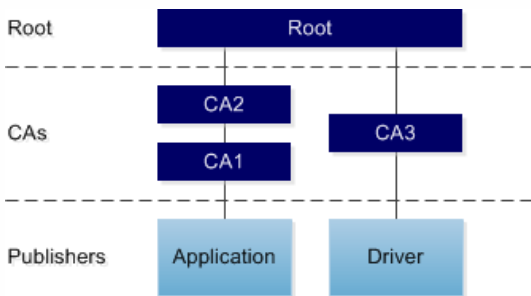 Root Root
CA2
CAs CA3
CA1
Publishers Application Driver